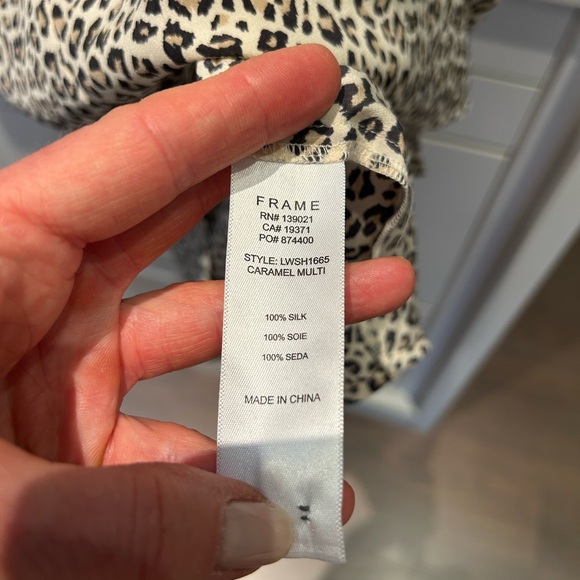 FRAME
RN# 139021
CA# 19371
PO# 874400
STYLE: LWSH1665
CARAMEL MULTI
100% SILK
100% SOIE
100% SEDA
MADE IN CHINA